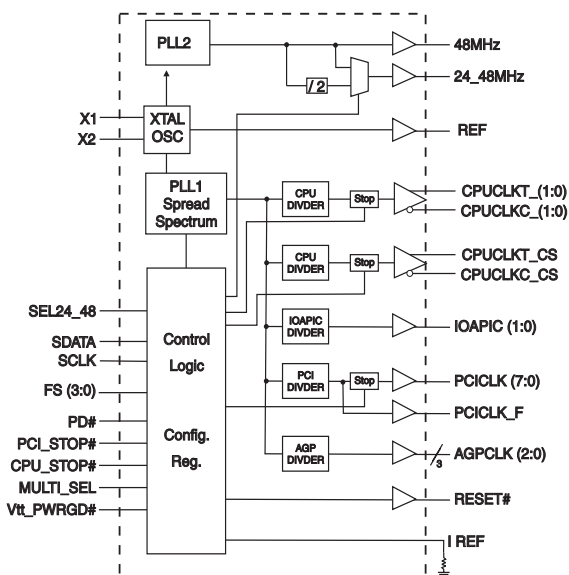 PLL2
48MHz
/ 2
24_48MHz
X1
X2
XTAL
OSC
REF
PLL1
Spread
Spectrum
CPU
DIVDER
Stop
CPUCLKT_(1:0)
CPUCLKC_(1:0)
CPU
DIVDER
Stop
CPUCLKT_CS
CPUCLKC_CS
SEL24_48
SDATA
SCLK
FS (3:0)
PD#
PCI_STOP#
CPU_STOP#
MULTI_SEL
Vtt_PWRGD#
Control
Logic
Config.
Reg.
IOAPIC
DIVDER
IOAPIC (1:0)
PCI
DIVDER
Stop
PCICLK (7:0)
PCICLK_F
AGP
DIVDER
3
AGPCLK (2:0)
RESET#
I REF